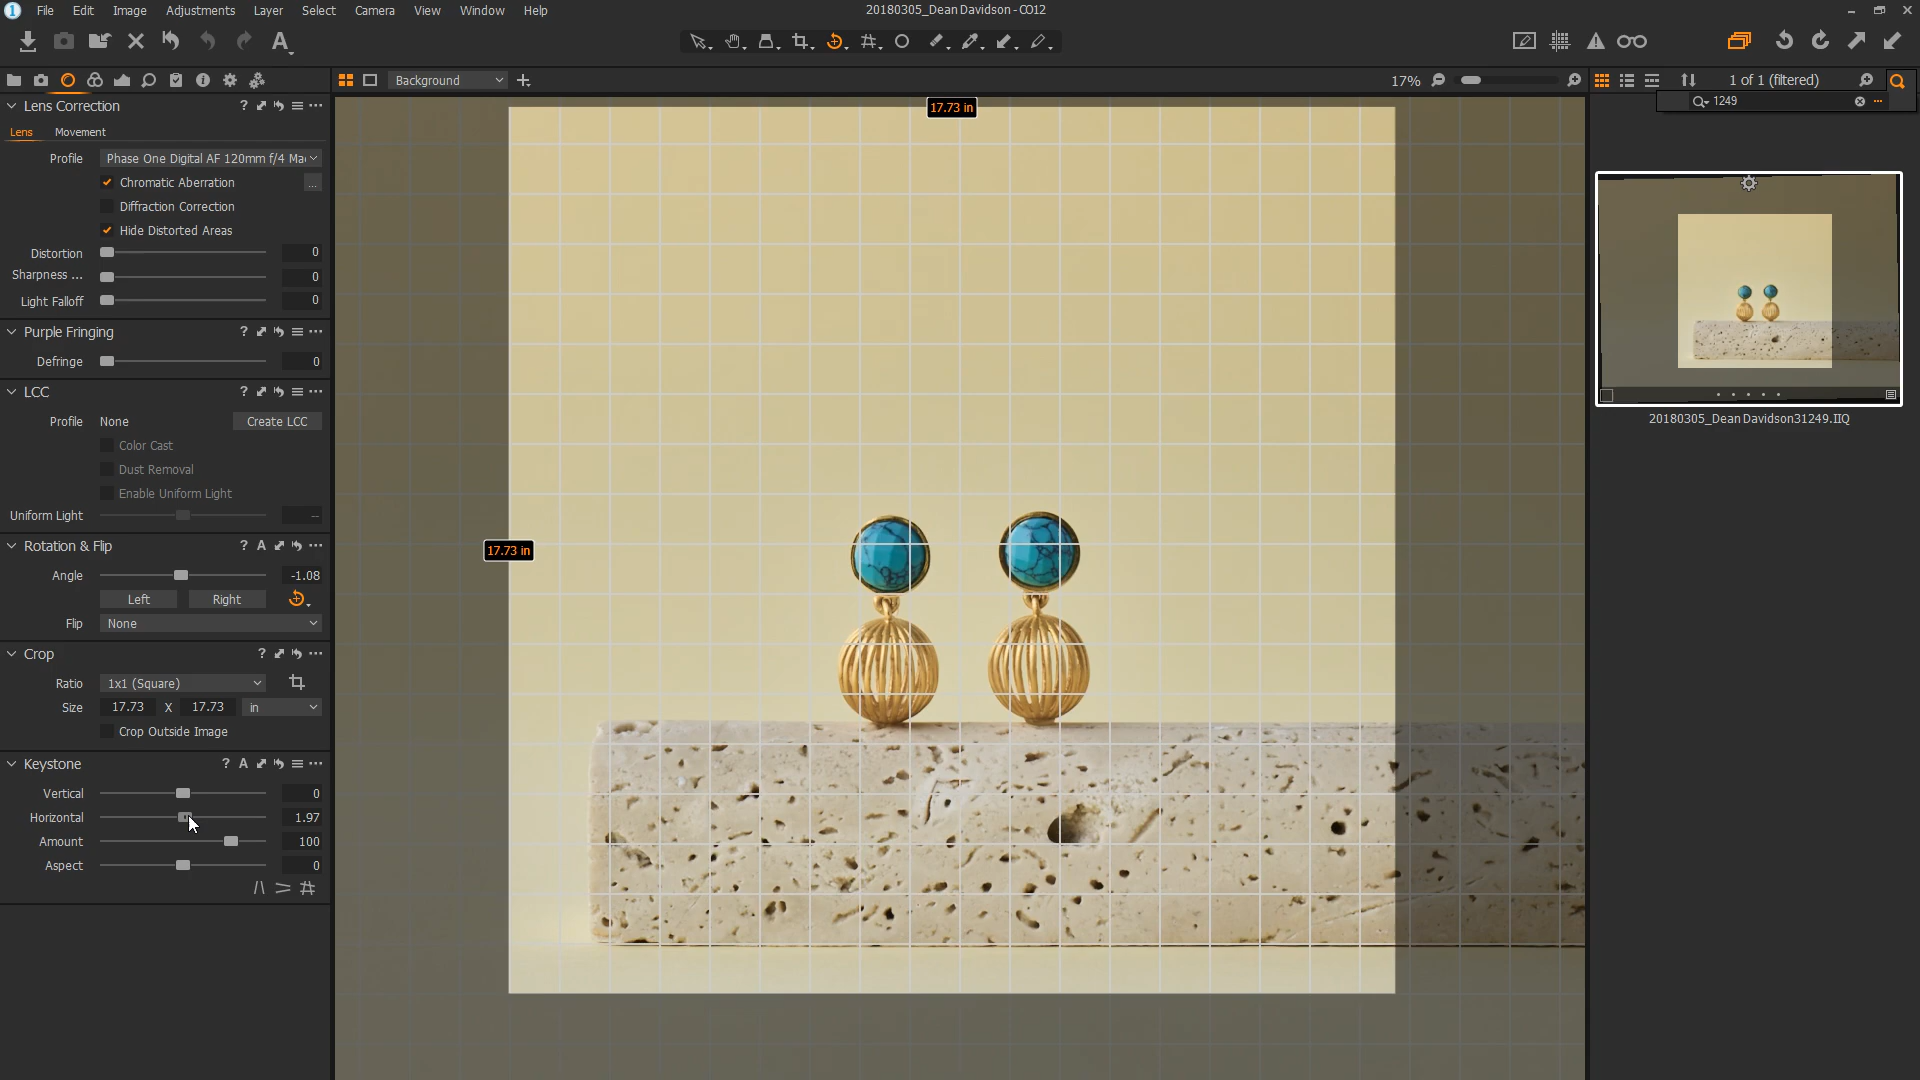 File Edit Image Adjustments Layer Select Camera View Window Help
20180305_Dean Davidson - CO12
Background
17%
1 of 1 (filtered)
1249
Lens Correction
Lens Movement
Profile Phase One Digital AF 120mm f/4 Mac
Chromatic Aberration
...
Diffraction Correction
Hide Distorted Areas
Distortion 0
Sharpness ... 0
Light Falloff 0
Purple Fringing
Defringe 0
LCC
Profile None Create LCC
Color Cast
Dust Removal
Enable Uniform Light
Uniform Light --
Rotation & Flip
Angle -1.08
Left Right
Flip None
Crop
Ratio 1x1 (Square)
Size 17.73 X 17.73 in
Crop Outside Image
Keystone
Vertical 0
Horizontal 1.97
Amount 100
Aspect 0
17.73 in
17.73 in
20180305_Dean Davidson31249.IIQ